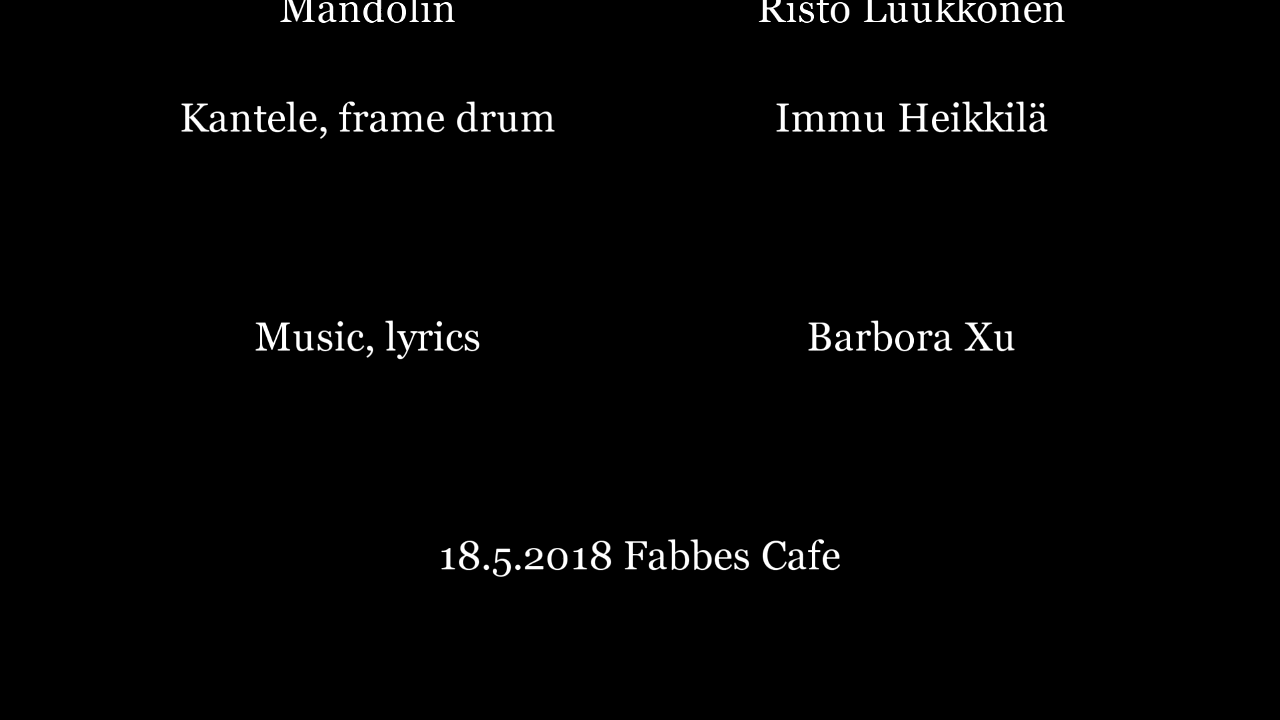 Mandolin Risto Luukkonen
Kantele, frame drum Immu Heikkilä
Music, lyrics Barbora Xu
18.5.2018 Fabbes Cafe